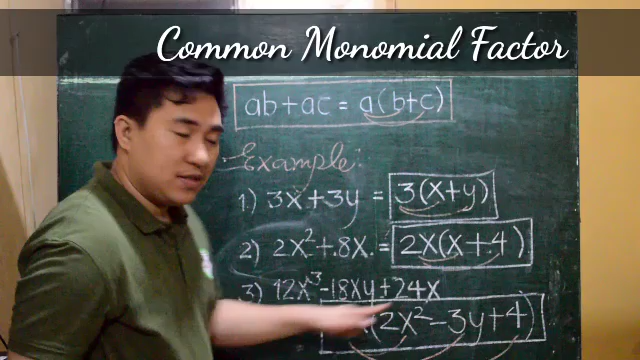 Common Monomial Factor
ab+ac = a(b+c)
Example:
1) 3x+3y = 3(x+y)
2) 2x²+8x = 2x(x+4)
3) 12x³-18xy+24x
(2x²-3y+4)